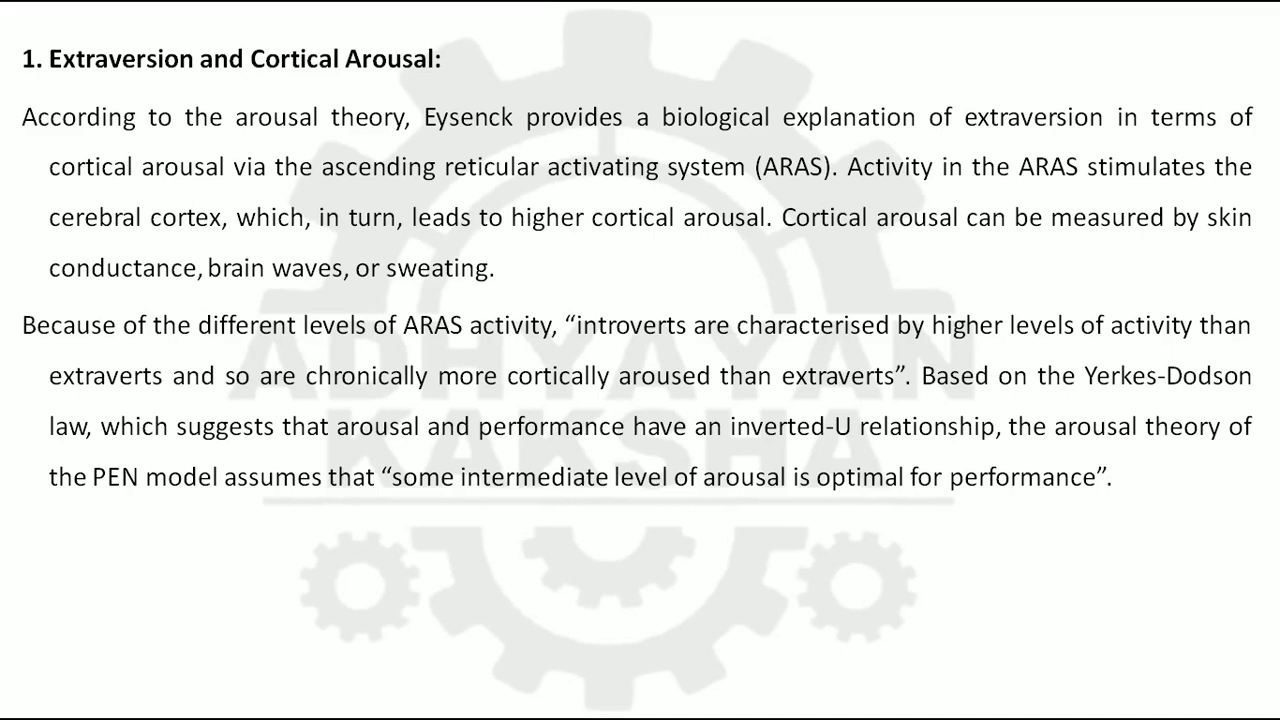 1. Extraversion and Cortical Arousal:
According to the arousal theory, Eysenck provides a biological explanation of extraversion in terms of
cortical arousal via the ascending reticular activating system (ARAS). Activity in the ARAS stimulates the
cerebral cortex, which, in turn, leads to higher cortical arousal. Cortical arousal can be measured by skin
conductance, brain waves, or sweating.
Because of the different levels of ARAS activity, “introverts are characterised by higher levels of activity than
extraverts and so are chronically more cortically aroused than extraverts”. Based on the Yerkes-Dodson
law, which suggests that arousal and performance have an inverted-U relationship, the arousal theory of
the PEN model assumes that “some intermediate level of arousal is optimal for performance”.
ADHYAYAN
KAKSHA